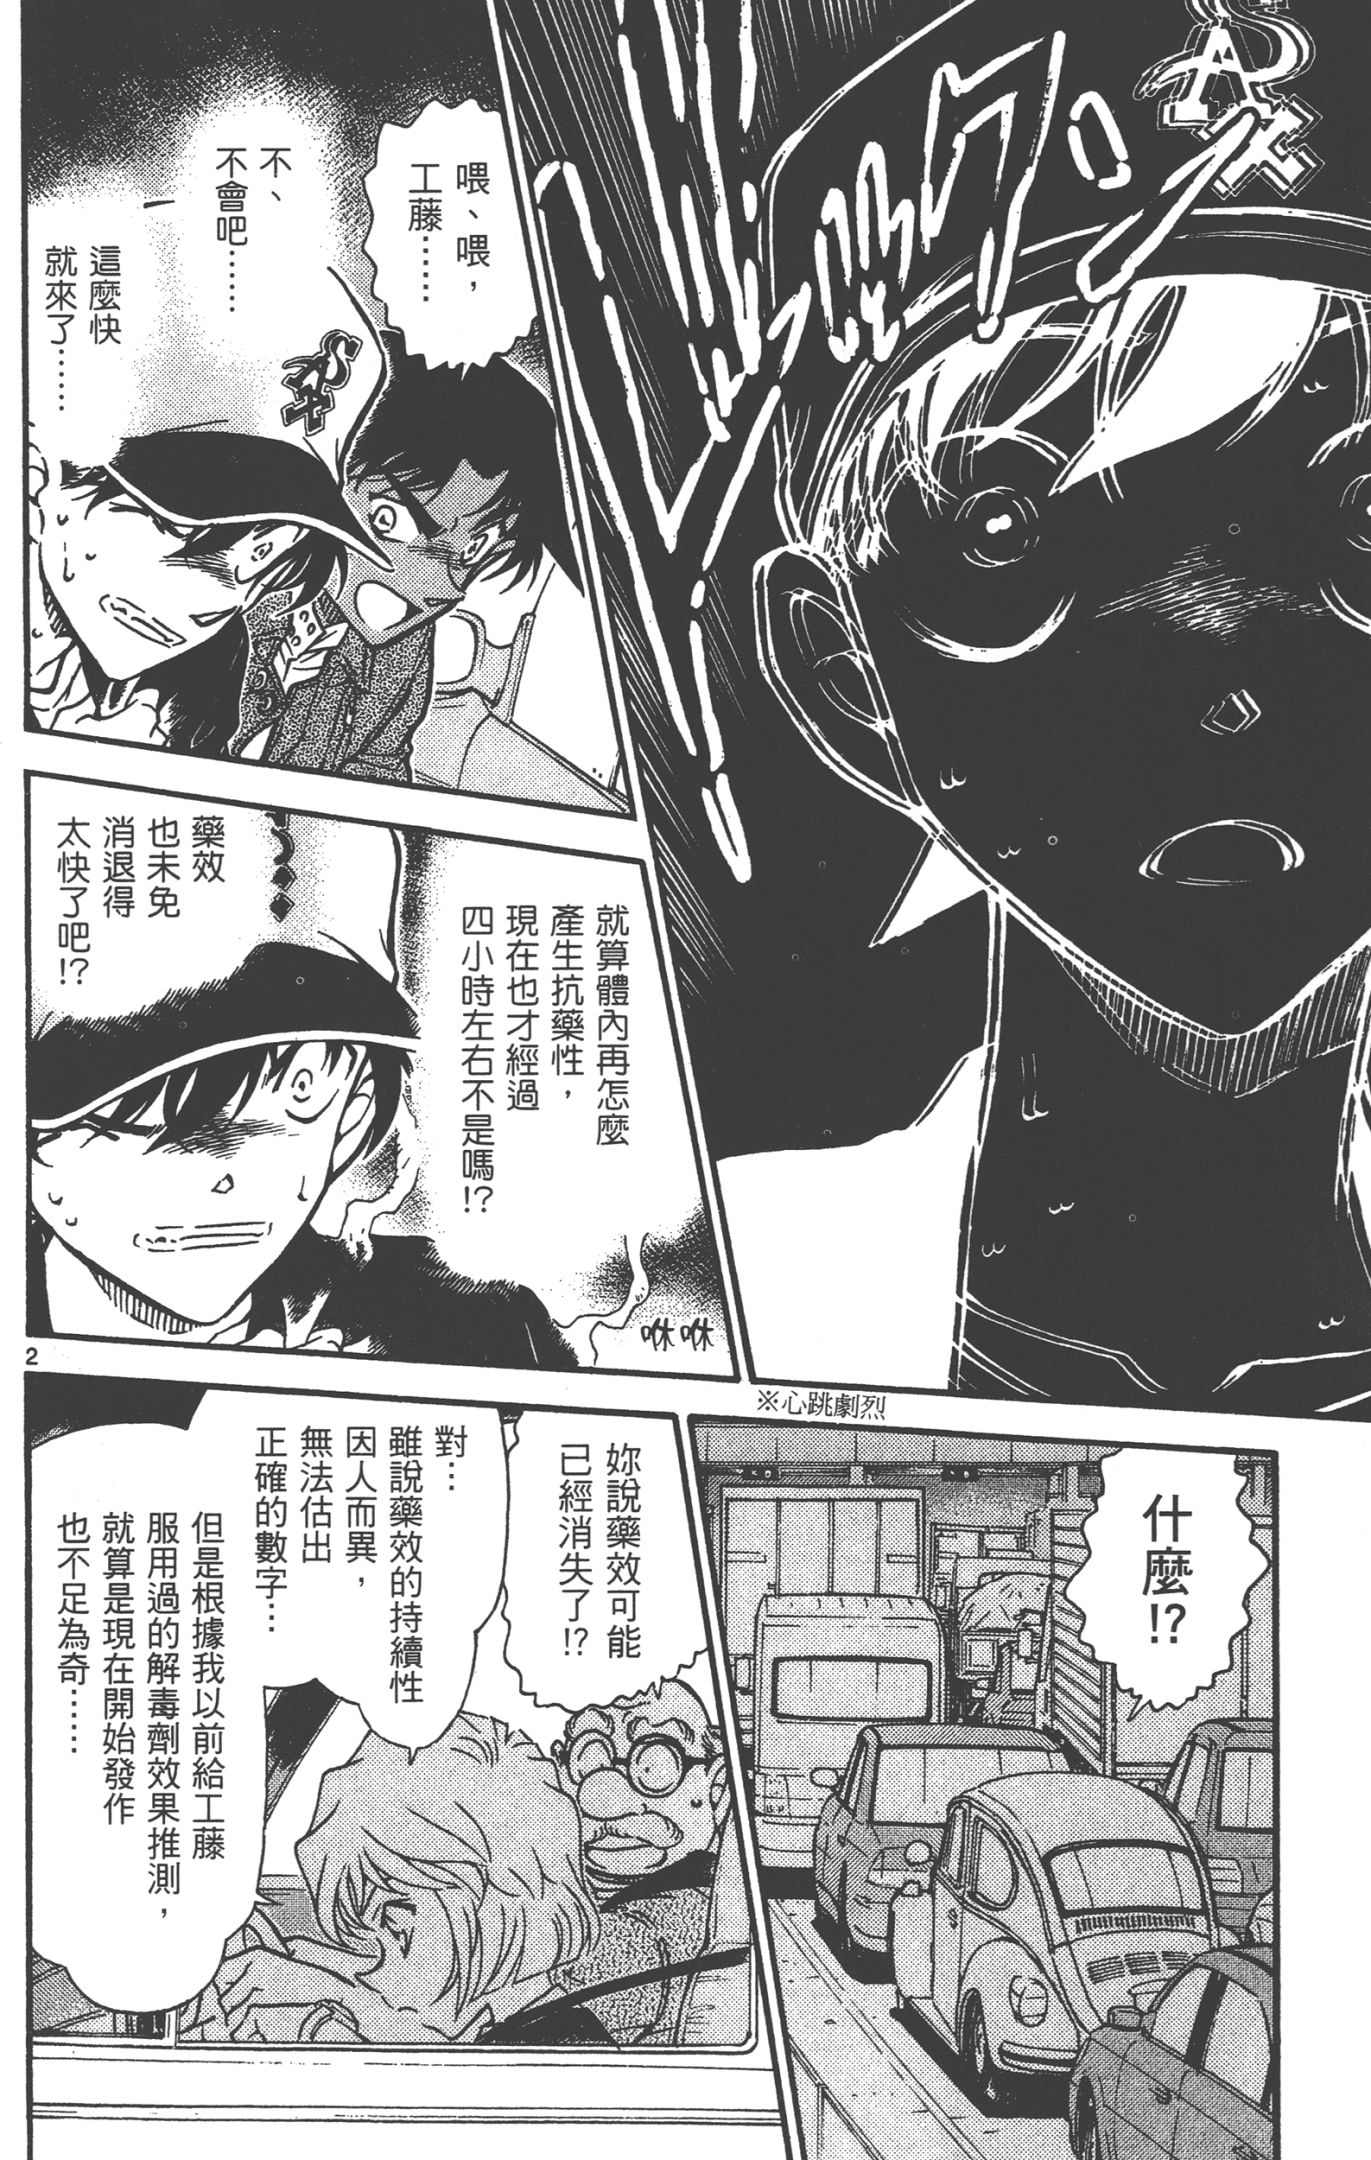 SAX
ドクン
※心跳劇烈
喂、喂，
工藤……
不、
不會吧……
這麼快
就來了……
SAX
就算體內再怎麼
產生抗藥性，
現在也才經過
四小時左右不是嗎!?
藥效
也未免
消退得
太快了吧!?
咻咻
2
什麼!?
妳說藥效可能
已經消失了!?
對…
雖說藥效的持續性
因人而異，
無法估出
正確的數字…
但是根據我以前給工藤
服用過的解毒劑效果推測，
就算是現在開始發作
也不足為奇……